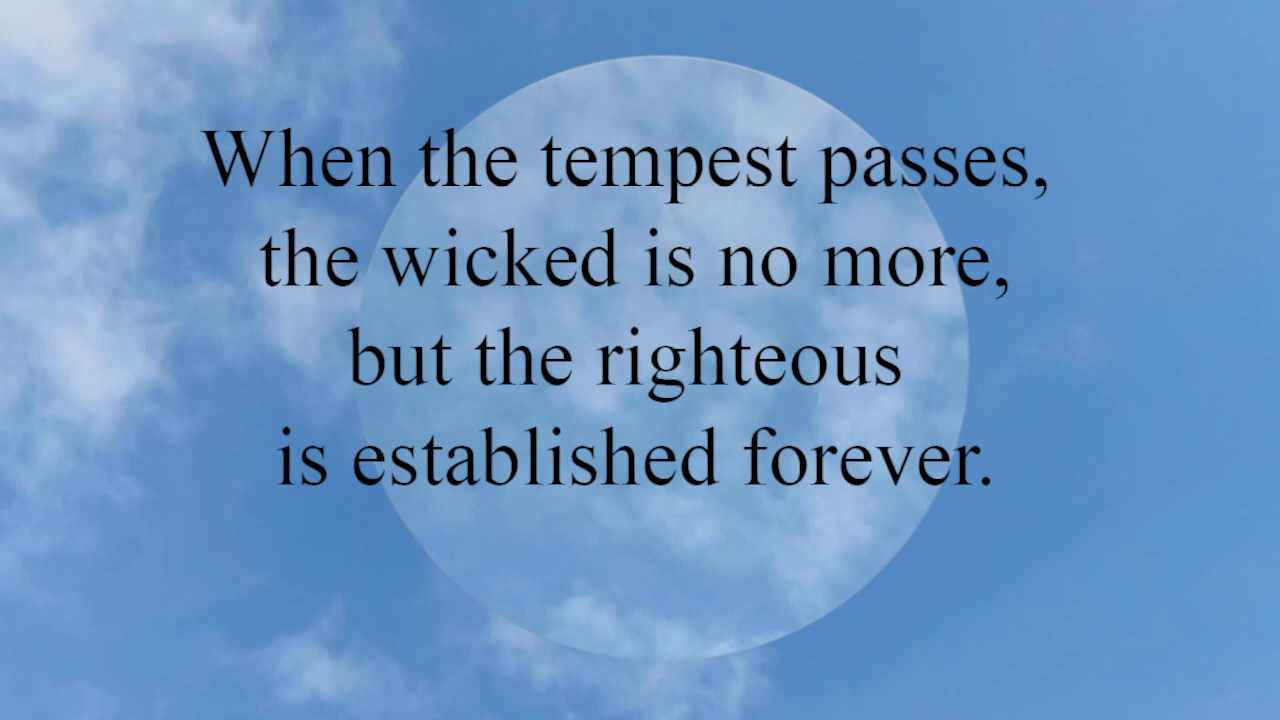 When the tempest passes,
the wicked is no more,
but the righteous
is established forever.